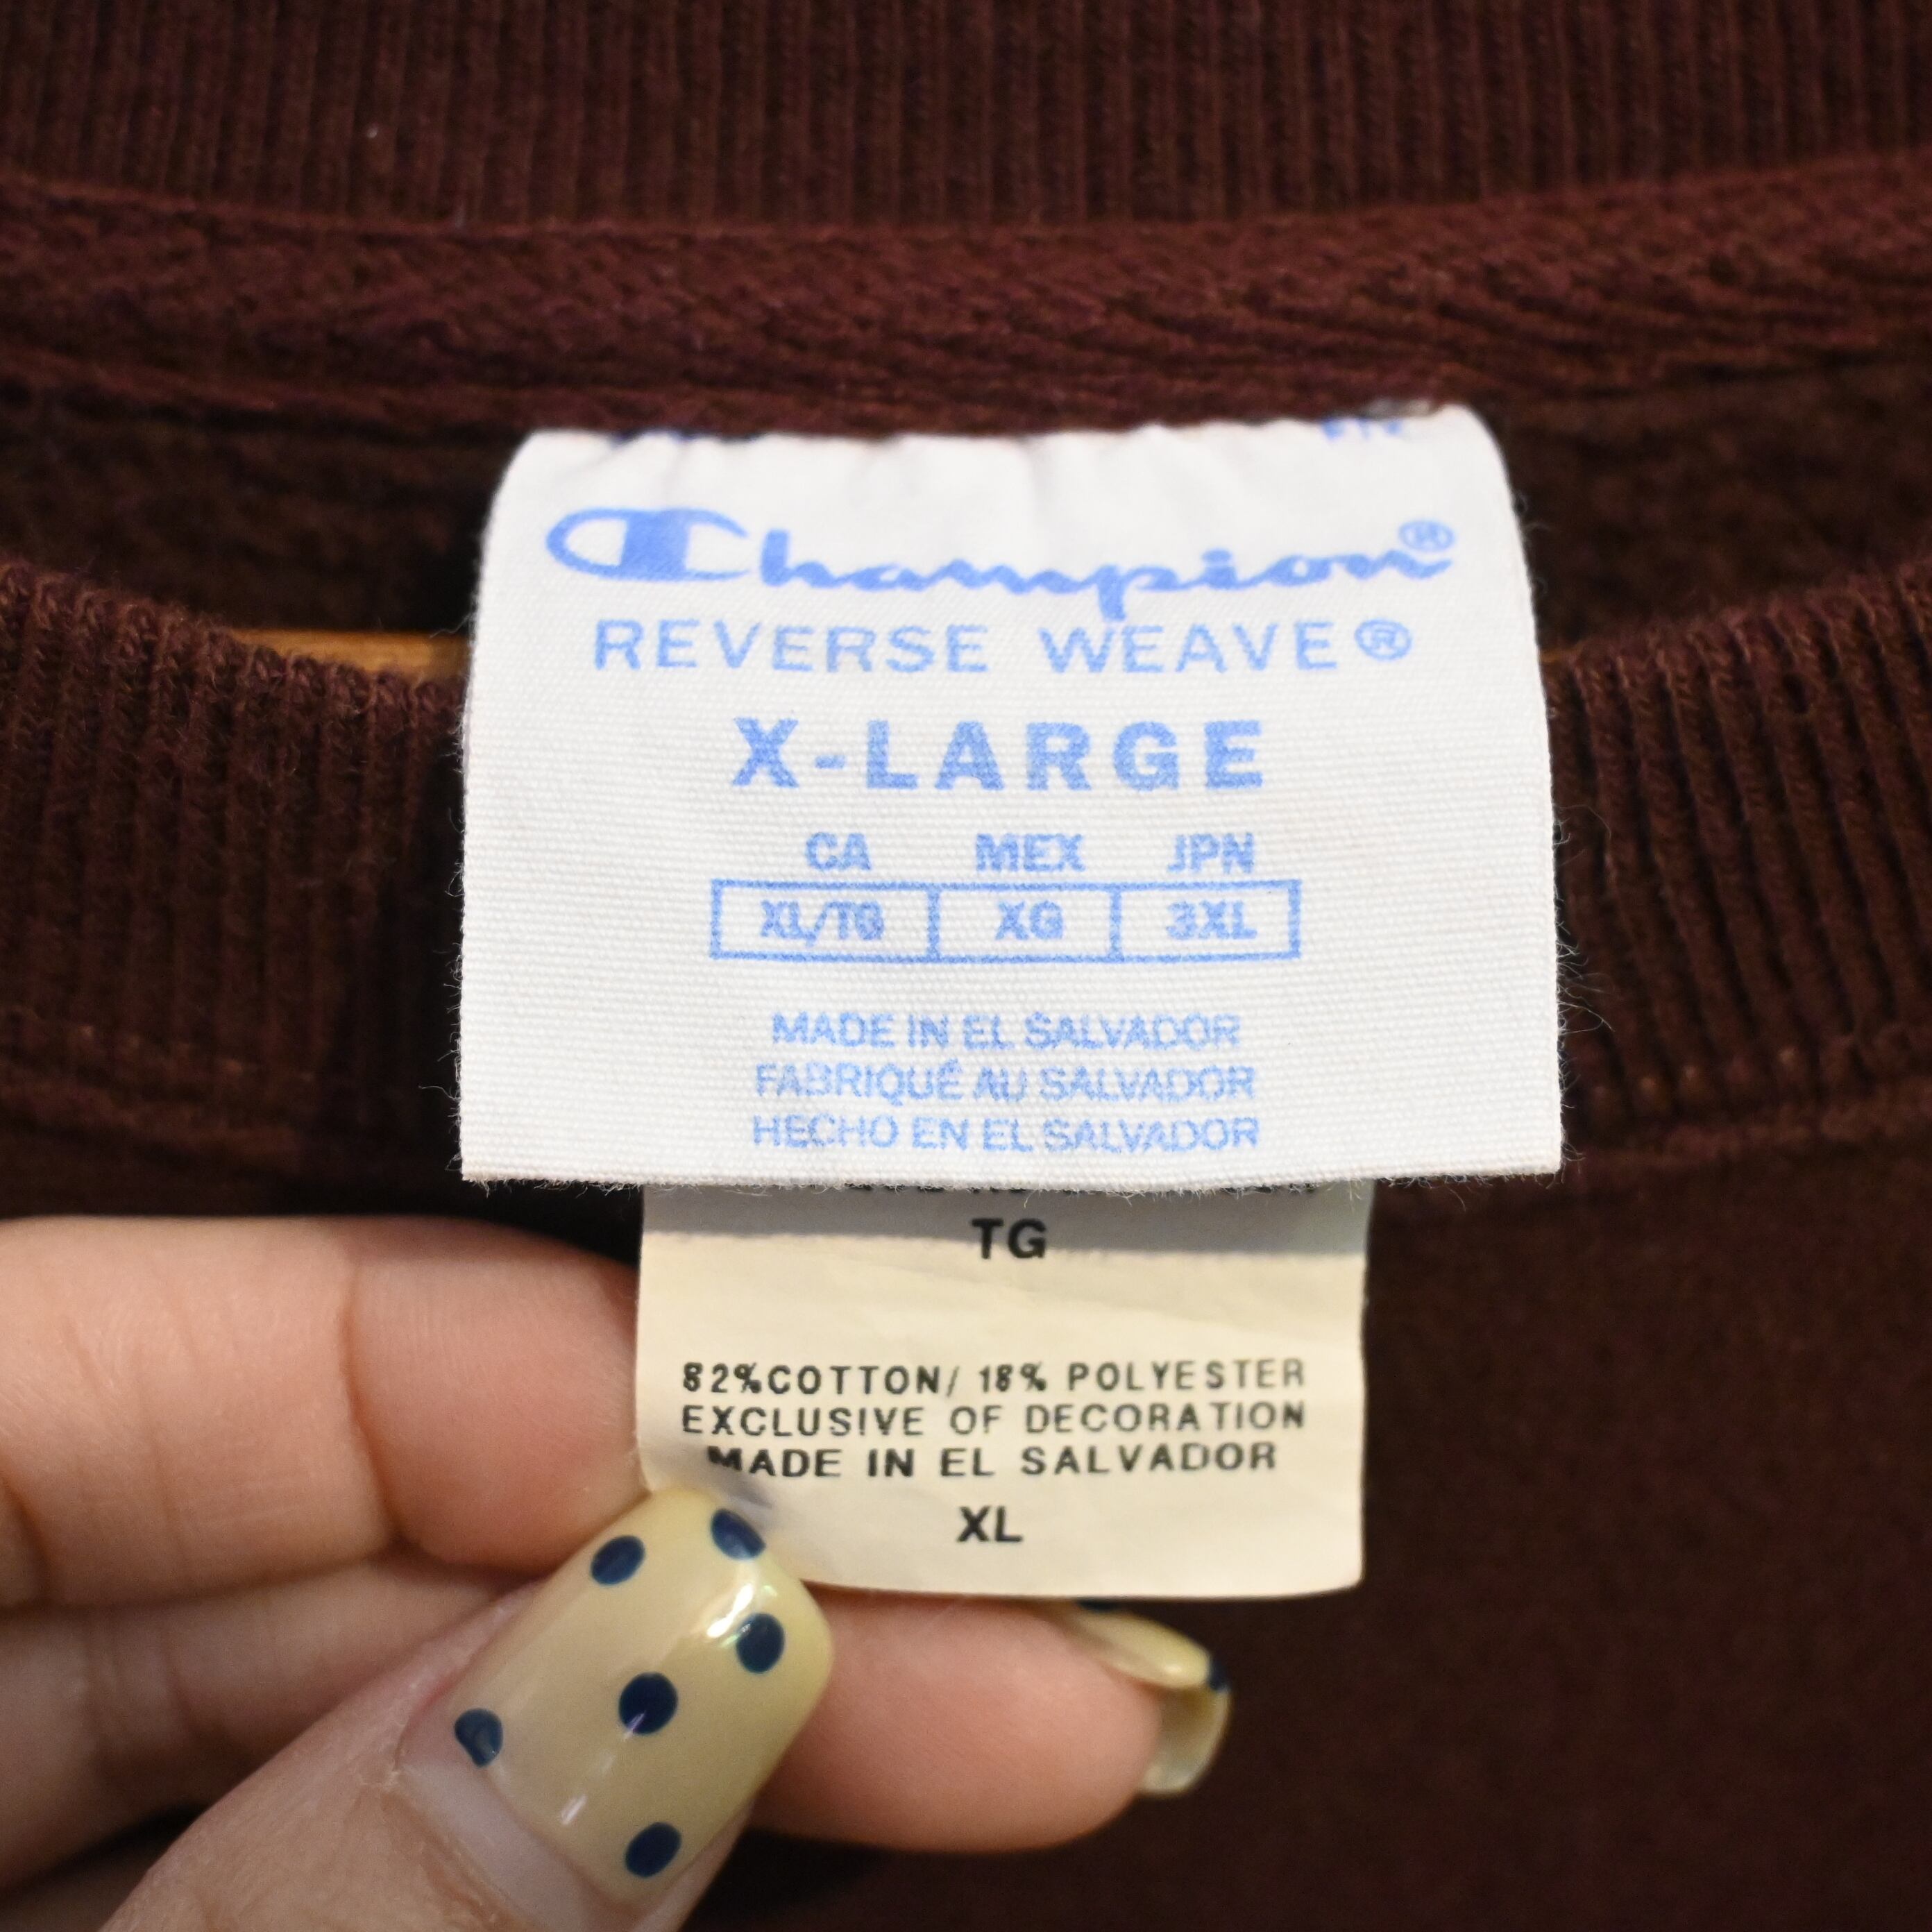 Champion®
REVERSE WEAVE®
X-LARGE
CA MEX JPN
XL/TG XG 3XL
MADE IN EL SALVADOR
FABRIQUÉ AU SALVADOR
HECHO EN EL SALVADOR
TG
82%COTTON/ 18% POLYESTER
EXCLUSIVE OF DECORATION
MADE IN EL SALVADOR
XL